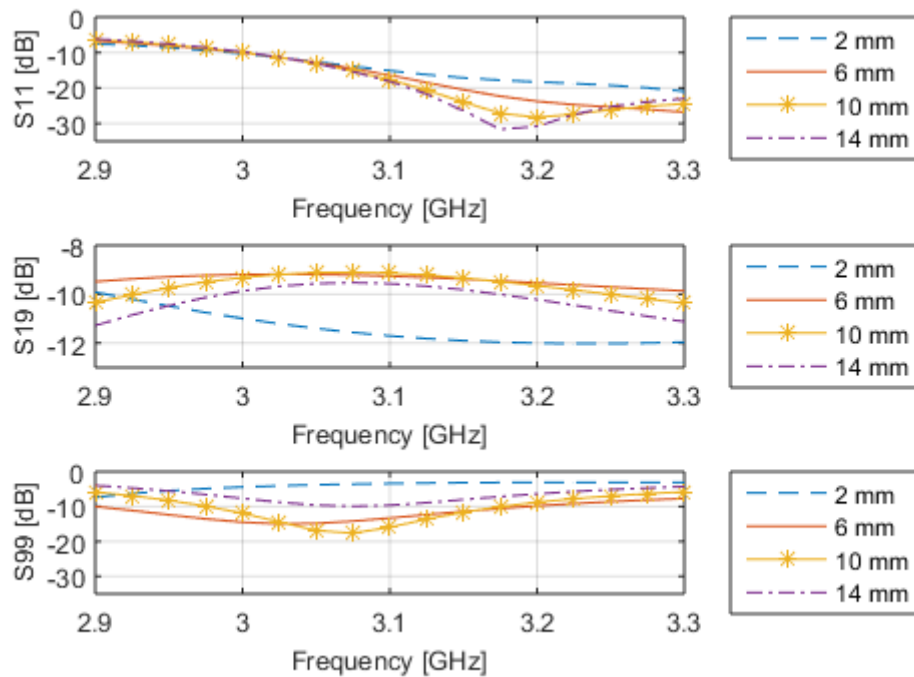 S11 [dB]
0
-10
-20
-30
2.9
3
3.1
3.2
3.3
Frequency [GHz]
2 mm
6 mm
10 mm
14 mm
S19 [dB]
-8
-10
-12
2.9
3
3.1
3.2
3.3
Frequency [GHz]
2 mm
6 mm
10 mm
14 mm
S99 [dB]
0
-10
-20
-30
2.9
3
3.1
3.2
3.3
Frequency [GHz]
2 mm
6 mm
10 mm
14 mm